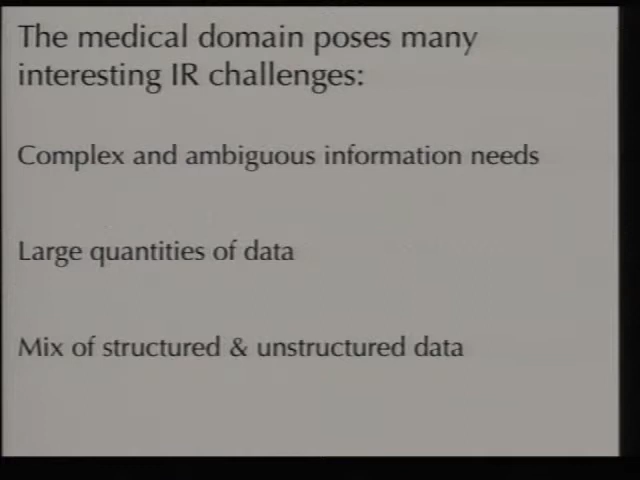 The medical domain poses many
interesting IR challenges:
Complex and ambiguous information needs
Large quantities of data
Mix of structured & unstructured data